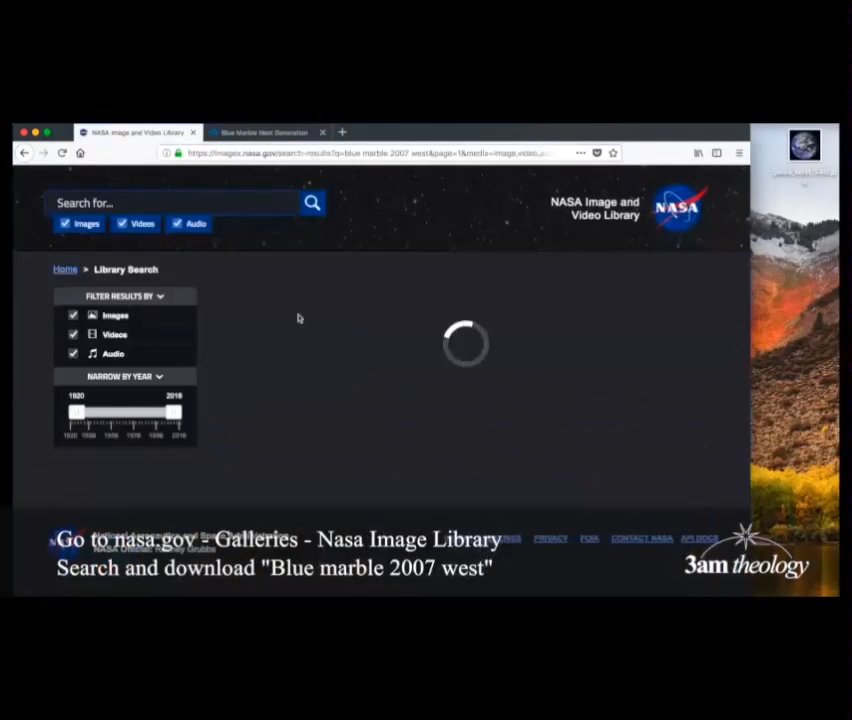 NASA Image and Video Library
Blue Marble Next Generation
https://images.nasa.gov/search-results?q=blue marble 2007 west&page=1&media=image,video,
Search for...
Images
Videos
Audio
NASA Image and
Video Library
NASA
Home > Library Search
FILTER RESULTS BY
Images
Videos
Audio
NARROW BY YEAR
1920
2018
1920
2018
Go to nasa.gov - Galleries - Nasa Image Library
Search and download "Blue marble 2007 west"
PRIVACY
FOIA
CONTACT NASA
API DOCS
3am theology